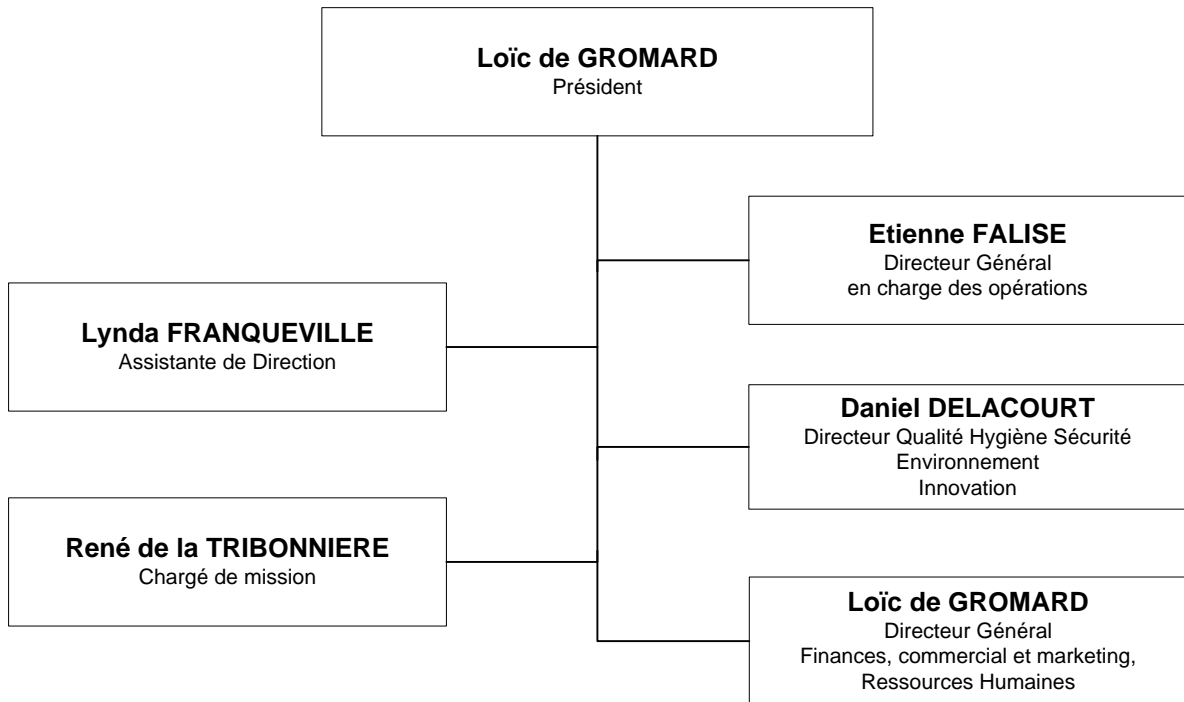 Loïc de GROMARD
Président
Etienne FALISE
Directeur Général
en charge des opérations
Lynda FRANQUEVILLE
Assistante de Direction
Daniel DELACOURT
Directeur Qualité Hygiène Sécurité
Environnement
Innovation
René de la TRIBONNIERE
Chargé de mission
Loïc de GROMARD
Directeur Général
Finances, commercial et marketing,
Ressources Humaines